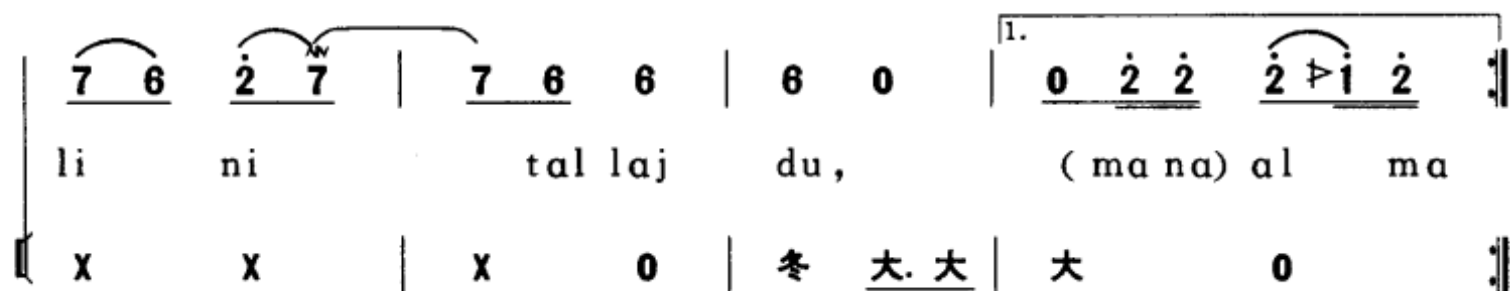 1.
7 6 2̇ 7 | 7 6 6 | 6 0 | 0 2̇ 2̇ 2̇ 1̇ 2̇ :‖
li ni tal laj du, (ma na) al ma
X X | X 0 | 冬 大. 大 | 大 0 :‖